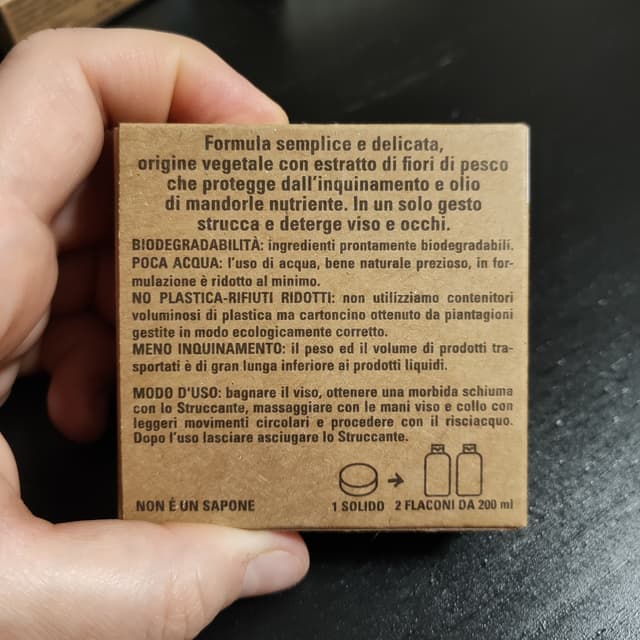 Formula semplice e delicata,
origine vegetale con estratto di fiori di pesco
che protegge dall'inquinamento e olio
di mandorle nutriente. In un solo gesto
strucca e deterge viso e occhi.
BIODEGRADABILITÀ: ingredienti prontamente biodegradabili.
POCA ACQUA: l'uso di acqua, bene naturale prezioso, in for-
mulazione è ridotto al minimo.
NO PLASTICA-RIFIUTI RIDOTTI: non utilizziamo contenitori
voluminosi di plastica ma cartoncino ottenuto da piantagioni
gestite in modo ecologicamente corretto.
MENO INQUINAMENTO: il peso ed il volume di prodotti tra-
sportati è di gran lunga inferiore ai prodotti liquidi.
MODO D'USO: bagnare il viso, ottenere una morbida schiuma
con lo Struccante, massaggiare con le mani viso e collo con
leggeri movimenti circolari e procedere con il risciacquo.
Dopo l'uso lasciare asciugare lo Struccante.
NON É UN SAPONE
1 SOLIDO 2 FLACONI DA 200 ml